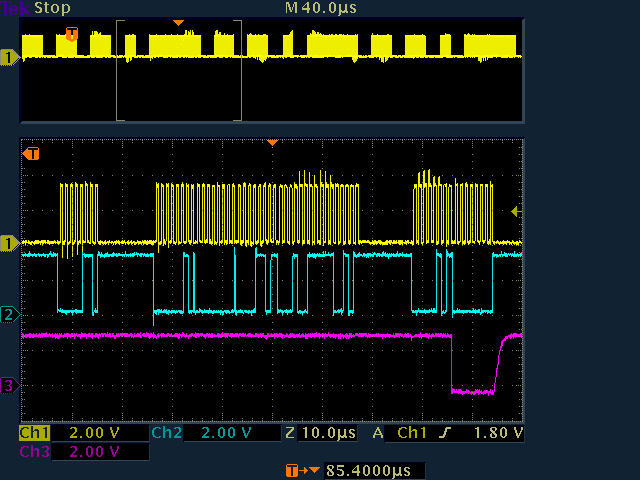 Tek Stop M 40.0µs
T
1
T
1
2
3
Ch1 2.00 V Ch2 2.00 V Z 10.0µs A Ch1 ƒ 1.80 V
Ch3 2.00 V
T 85.4000µs